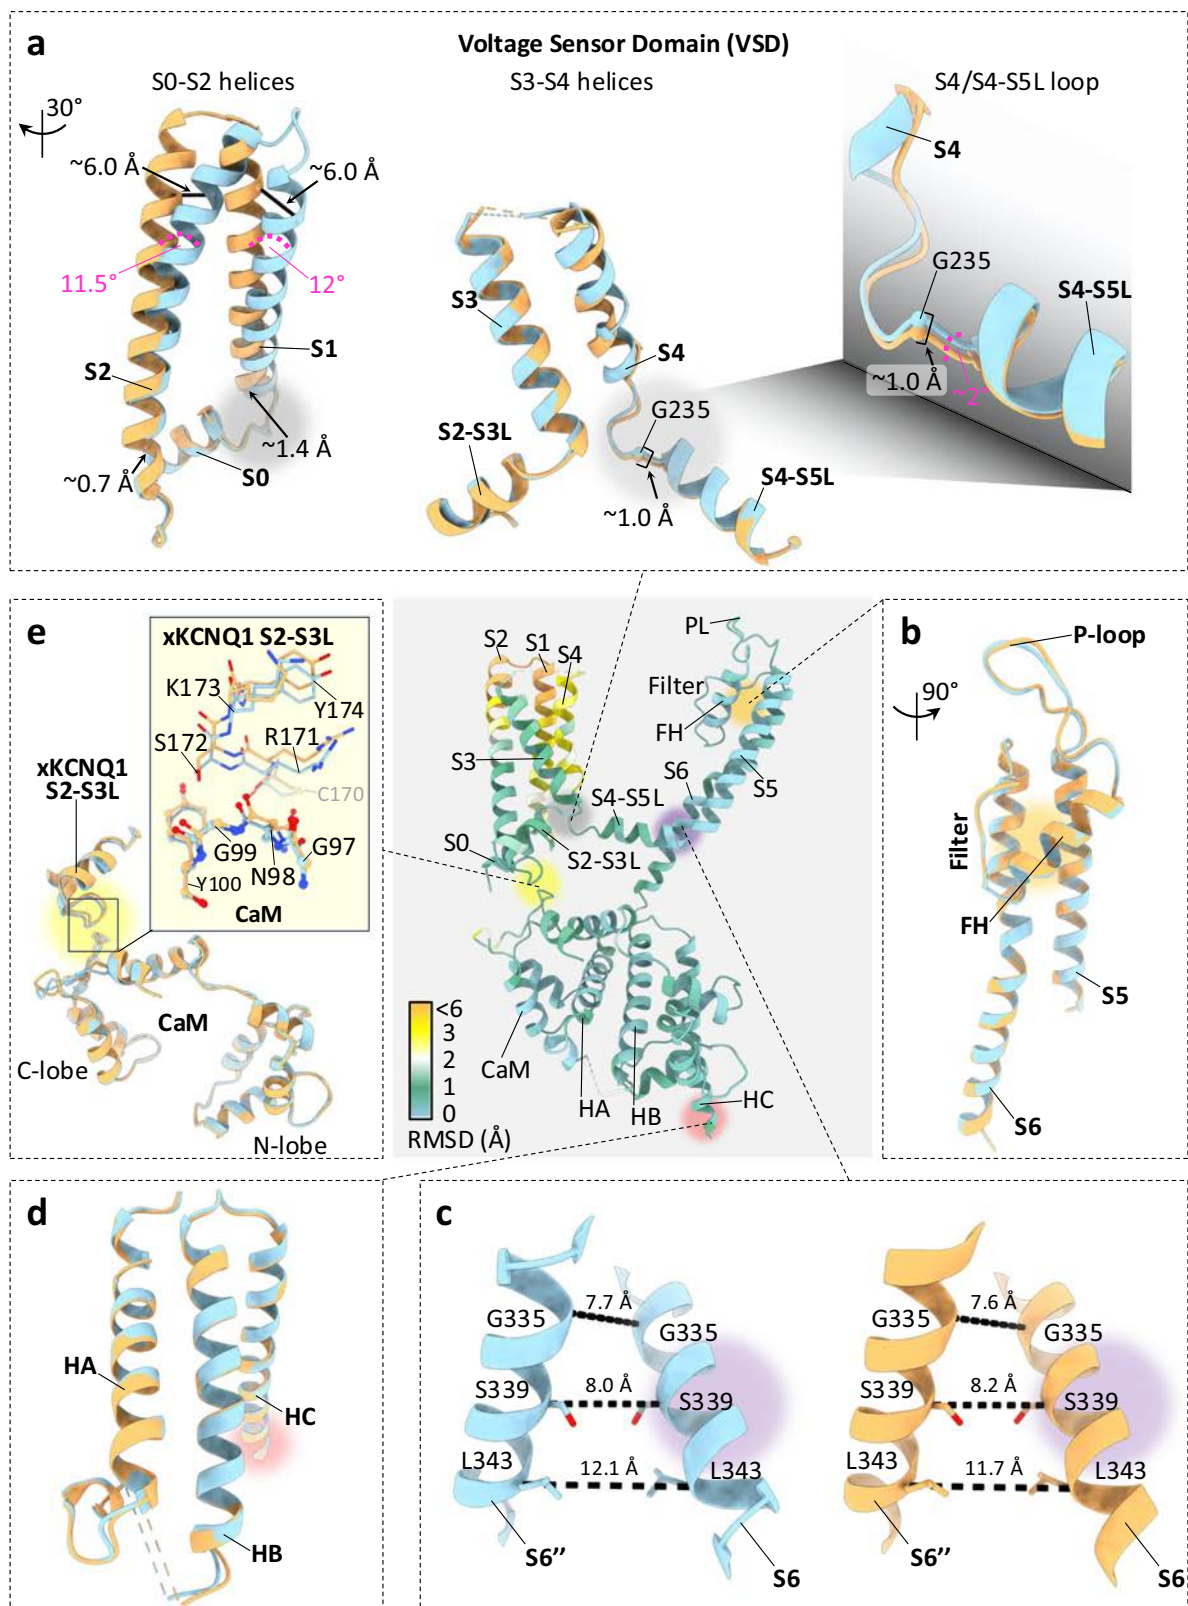 a
Voltage Sensor Domain (VSD)
S0-S2 helices
S3-S4 helices
S4/S4-S5L loop
30°
~6.0 Å
~6.0 Å
11.5°
12°
S2
S1
~1.4 Å
~0.7 Å
S0
S3
S4
G235
S2-S3L
S4-S5L
~1.0 Å
S4
G235
S4-S5L
~1.0 Å
~2°
e
xKCNQ1 S2-S3L
K173
Y174
S172
R171
C170
G99
G97
Y100
N98
CaM
xKCNQ1
S2-S3L
CaM
C-lobe
N-lobe
PL
S2
S1
S4
Filter
FH
S3
S6
S5
S4-S5L
S0
S2-S3L
<6
3
2
1
0
RMSD (Å)
CaM
HA
HB
HC
b
P-loop
90°
Filter
FH
S5
S6
d
HA
HC
HB
c
7.7 Å
G335
G335
8.0 Å
S339
S339
12.1 Å
L343
L343
S6’’
S6
7.6 Å
G335
G335
8.2 Å
S339
S339
11.7 Å
L343
L343
S6’’
S6